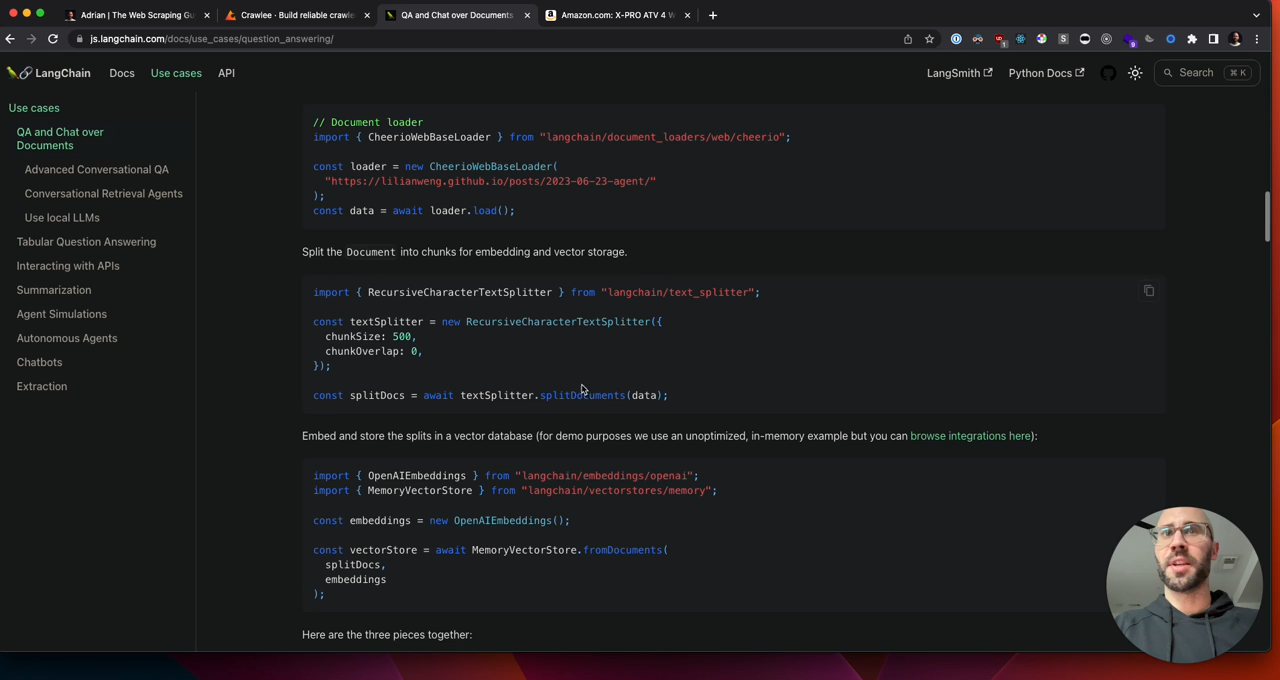 Adrian | The Web Scraping Gu
Crawlee · Build reliable crawle
QA and Chat over Documents
Amazon.com: X-PRO ATV 4 W
js.langchain.com/docs/use_cases/question_answering/
LangChain
Docs
Use cases
API
LangSmith
Python Docs
Search
⌘ K
Use cases
QA and Chat over
Documents
Advanced Conversational QA
Conversational Retrieval Agents
Use local LLMs
Tabular Question Answering
Interacting with APIs
Summarization
Agent Simulations
Autonomous Agents
Chatbots
Extraction
// Document loader
import { CheerioWebBaseLoader } from "langchain/document_loaders/web/cheerio";
const loader = new CheerioWebBaseLoader(
"https://lilianweng.github.io/posts/2023-06-23-agent/"
);
const data = await loader.load();
Split the Document into chunks for embedding and vector storage.
import { RecursiveCharacterTextSplitter } from "langchain/text_splitter";
const textSplitter = new RecursiveCharacterTextSplitter({
chunkSize: 500,
chunkOverlap: 0,
});
const splitDocs = await textSplitter.splitDocuments(data);
Embed and store the splits in a vector database (for demo purposes we use an unoptimized, in-memory example but you can browse integrations here):
import { OpenAIEmbeddings } from "langchain/embeddings/openai";
import { MemoryVectorStore } from "langchain/vectorstores/memory";
const embeddings = new OpenAIEmbeddings();
const vectorStore = await MemoryVectorStore.fromDocuments(
splitDocs,
embeddings
);
Here are the three pieces together: